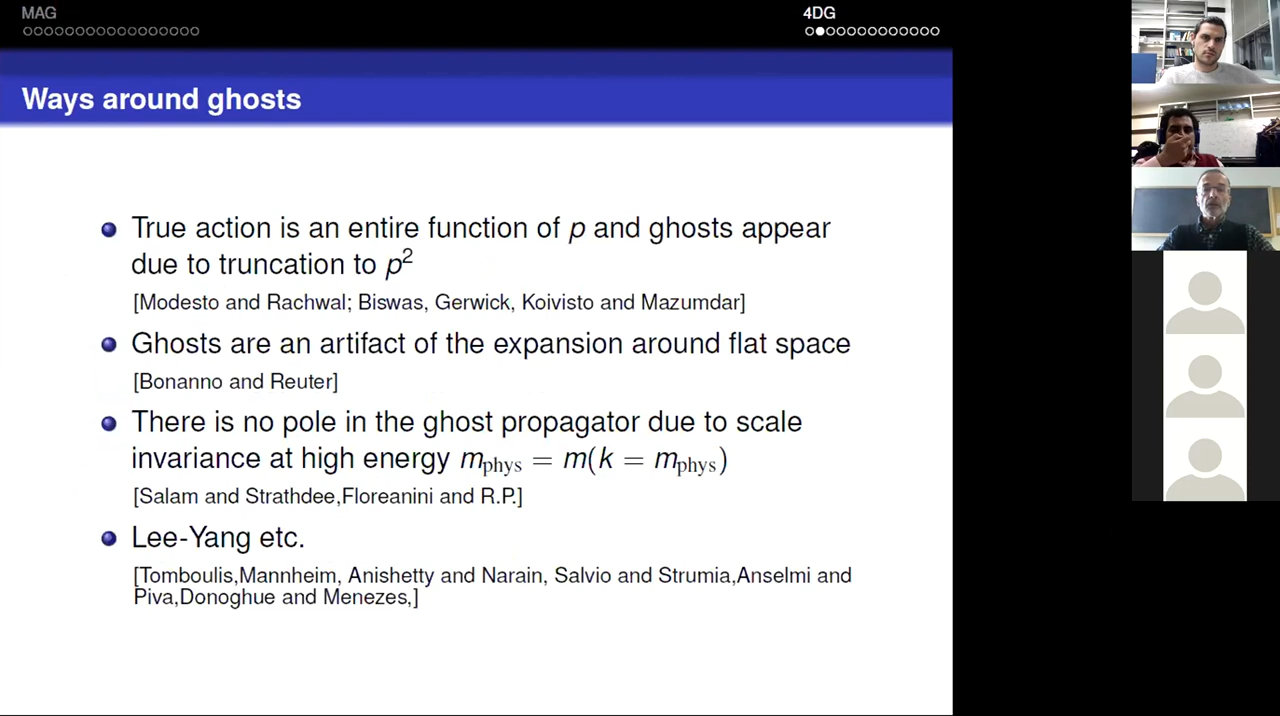 MAG
4DG
Ways around ghosts
True action is an entire function of p and ghosts appear
due to truncation to p²
[Modesto and Rachwal; Biswas, Gerwick, Koivisto and Mazumdar]
Ghosts are an artifact of the expansion around flat space
[Bonanno and Reuter]
There is no pole in the ghost propagator due to scale
invariance at high energy m_phys = m(k = m_phys)
[Salam and Strathdee,Floreanini and R.P.]
Lee-Yang etc.
[Tomboulis,Mannheim, Anishetty and Narain, Salvio and Strumia,Anselmi and
Piva,Donoghue and Menezes,]